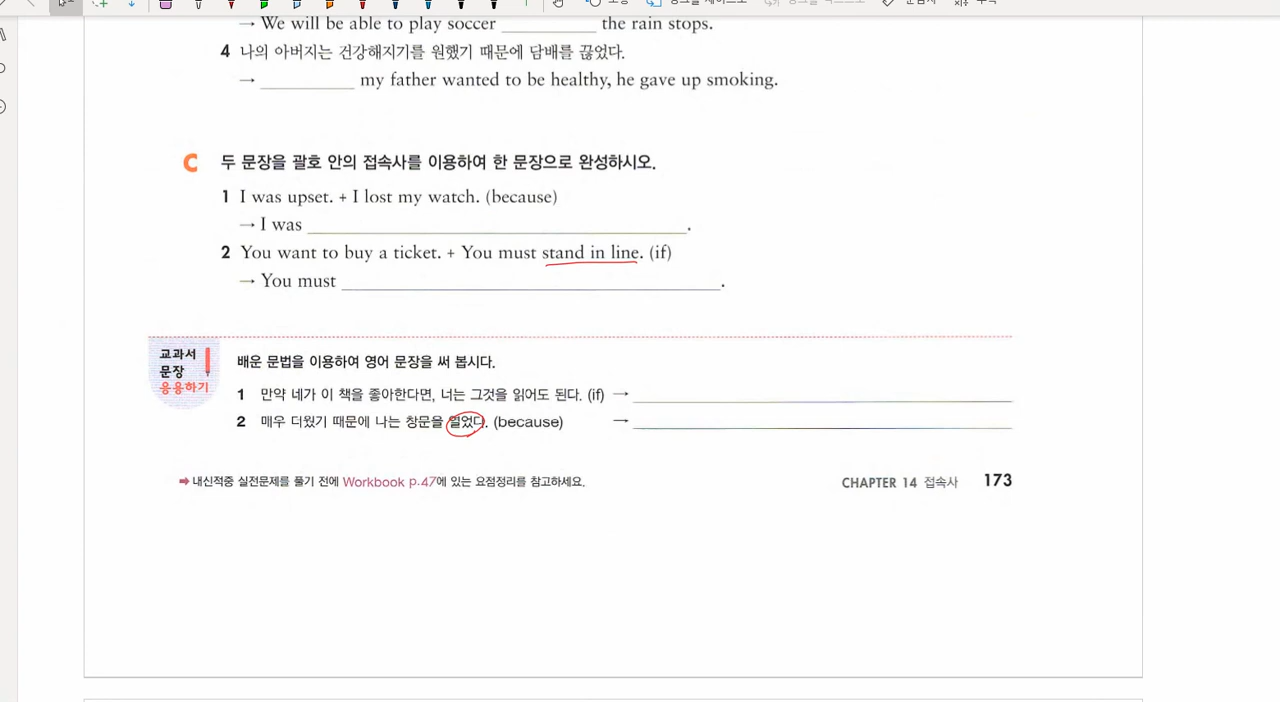 → We will be able to play soccer __________ the rain stops.
4 나의 아버지는 건강해지기를 원했기 때문에 담배를 끊었다.
→ __________ my father wanted to be healthy, he gave up smoking.
C 두 문장을 괄호 안의 접속사를 이용하여 한 문장으로 완성하시오.
1 I was upset. + I lost my watch. (because)
→ I was ________________________________________.
2 You want to buy a ticket. + You must stand in line. (if)
→ You must ________________________________________.
교과서
문장
응용하기
배운 문법을 이용하여 영어 문장을 써 봅시다.
1 만약 네가 이 책을 좋아한다면, 너는 그것을 읽어도 된다. (if) → ________________________________________
2 매우 더웠기 때문에 나는 창문을 열었다. (because) → ________________________________________
➡ 내신적중 실전문제를 풀기 전에 Workbook p.47에 있는 요점정리를 참고하세요.
CHAPTER 14 접속사 173